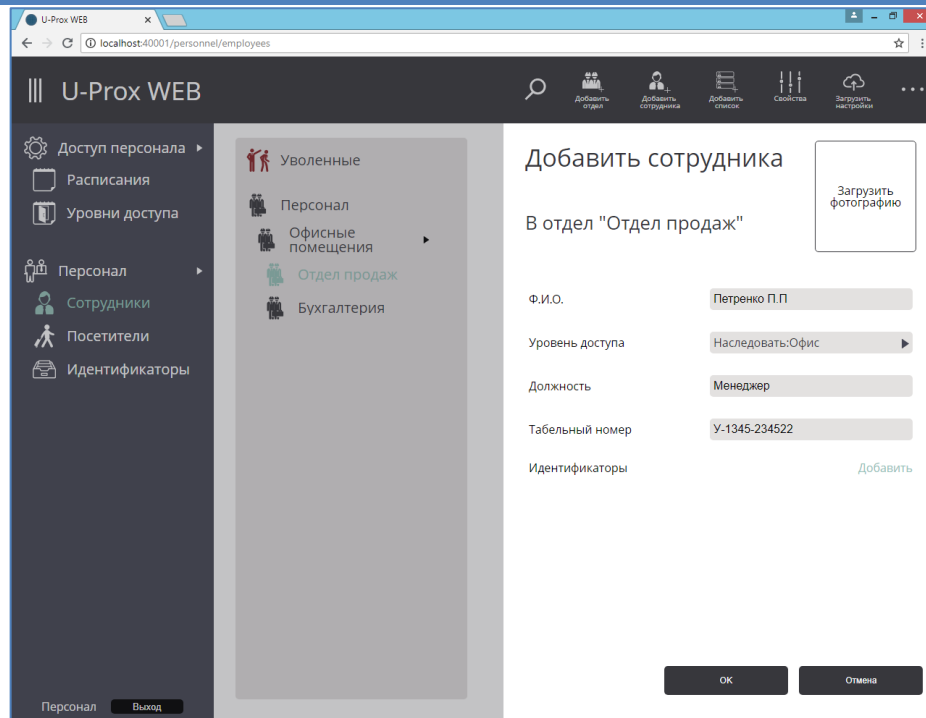 U-Prox WEB
localhost:40001/personnel/employees
U-Prox WEB
Добавить
отдел
Добавить
сотрудника
Добавить
список
Свойства
Загрузить
настройки
Доступ персонала
Расписания
Уровни доступа
Персонал
Сотрудники
Посетители
Идентификаторы
Персонал
Выход
Уволенные
Персонал
Офисные
помещения
Отдел продаж
Бухгалтерия
Добавить сотрудника
В отдел "Отдел продаж"
Загрузить
фотографию
Ф.И.О.
Петренко П.П
Уровень доступа
Наследовать:Офис
Должность
Менеджер
Табельный номер
У-1345-234522
Идентификаторы
Добавить
ОК
Отмена